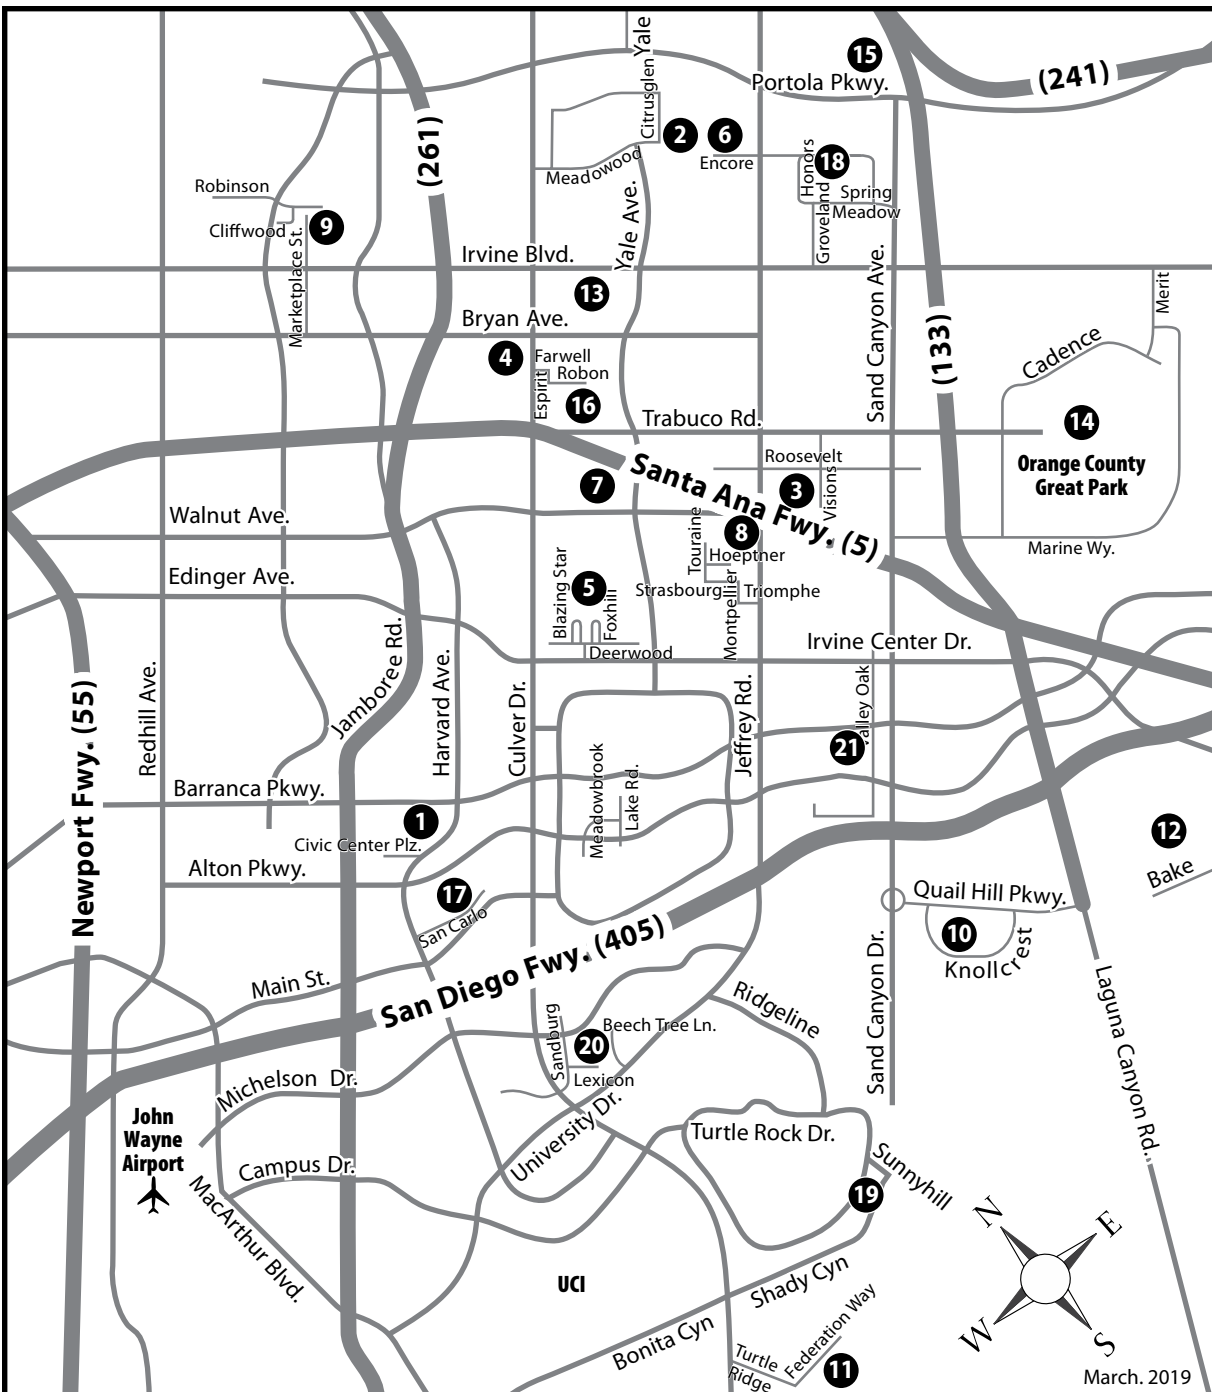 Yale
15
(241)
Portola Pkwy.
Citrusglen
(261)
2
6
Encore
Meadowood
Honors
18
Robinson
Spring
Meadow
Groveland
Cliffwood
9
Marketplace St.
Yale Ave.
Irvine Blvd.
Sand Canyon Ave.
13
Merit
Bryan Ave.
(133)
Cadence
4
Farwell
Robon
Espirit
16
Trabuco Rd.
14
Orange County
Great Park
Roosevelt
Santa Ana Fwy. (5)
7
3
Visions
Walnut Ave.
8
Touraine
Hoeptner
Marine Wy.
Edinger Ave.
Blazing Star
5
Foxhill
Strasbourg
Triomphe
Montpellier
Deerwood
Irvine Center Dr.
Jamboree Rd.
Harvard Ave.
Newport Fwy. (55)
Redhill Ave.
Culver Dr.
Jeffrey Rd.
Valley Oak
21
Meadowbrook
Lake Rd.
Barranca Pkwy.
1
Civic Center Plz.
12
Bake
Alton Pkwy.
17
San Carlo
Quail Hill Pkwy.
10
Knollcrest
San Diego Fwy. (405)
Main St.
Sand Canyon Dr.
Laguna Canyon Rd.
Ridgeline
Sandburg
Beech Tree Ln.
20
Lexicon
Michelson Dr.
University Dr.
John
Wayne
Airport
Turtle Rock Dr.
Sunnyhill
Campus Dr.
19
MacArthur Blvd.
N
E
W
S
UCI
Shady Cyn
Bonita Cyn
Federation Way
Turtle
Ridge
11
March. 2019